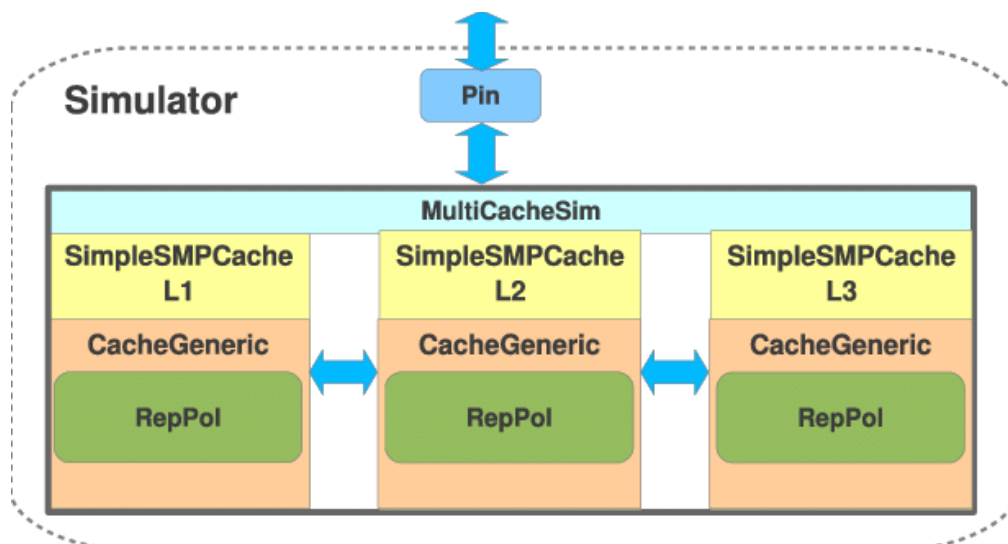 Pin
Simulator
MultiCacheSim
SimpleSMPCache
L1
SimpleSMPCache
L2
SimpleSMPCache
L3
CacheGeneric
CacheGeneric
CacheGeneric
RepPol
RepPol
RepPol